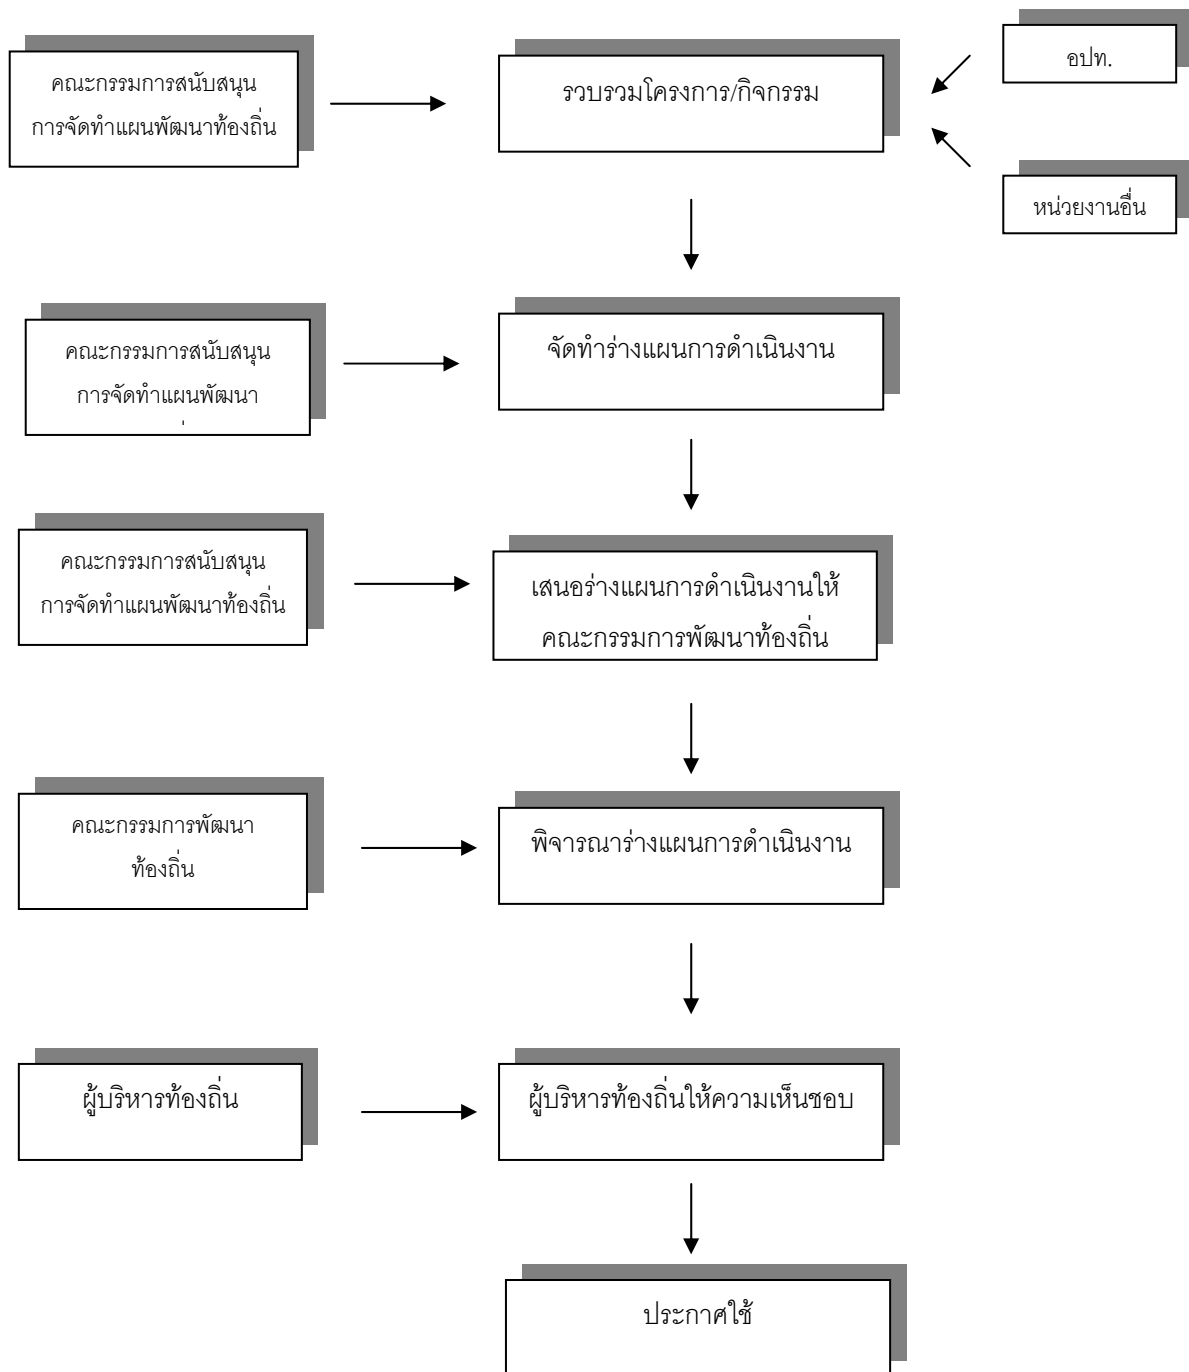 คณะกรรมการสนับสนุน
การจัดทำแผนพัฒนาท้องถิ่น
รวบรวมโครงการ/กิจกรรม
อปท.
หน่วยงานอื่น
คณะกรรมการสนับสนุน
การจัดทำแผนพัฒนา
จัดทำร่างแผนการดำเนินงาน
คณะกรรมการสนับสนุน
การจัดทำแผนพัฒนาท้องถิ่น
เสนอร่างแผนการดำเนินงานให้
คณะกรรมการพัฒนาท้องถิ่น
คณะกรรมการพัฒนา
ท้องถิ่น
พิจารณาร่างแผนการดำเนินงาน
ผู้บริหารท้องถิ่น
ผู้บริหารท้องถิ่นให้ความเห็นชอบ
ประกาศใช้